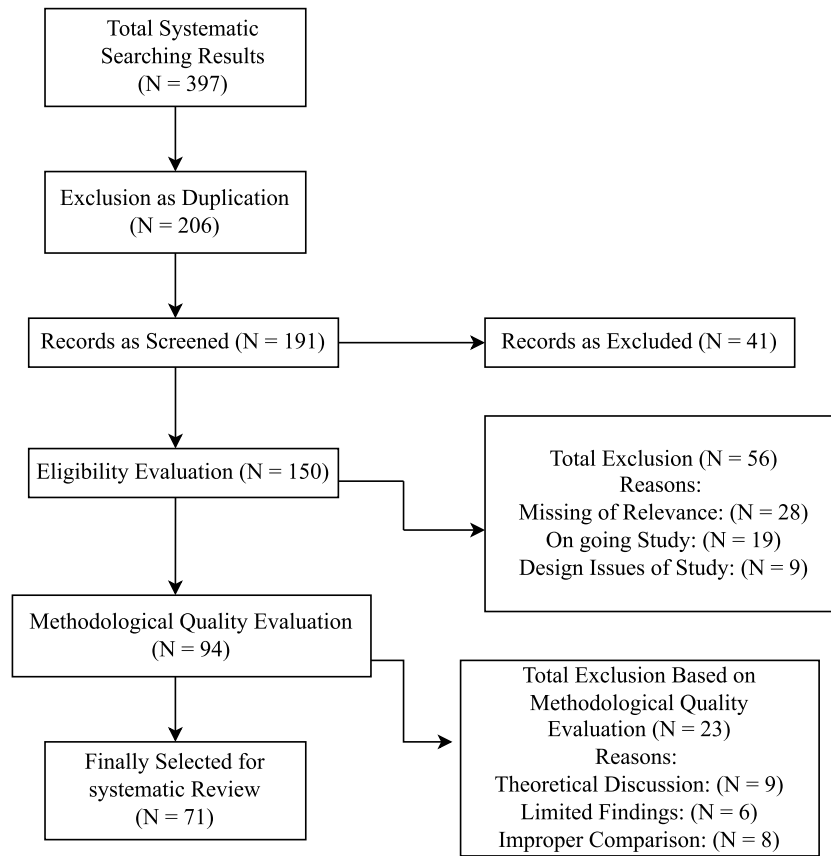 Total Systematic
Searching Results
(N = 397)
Exclusion as Duplication
(N = 206)
Records as Screened (N = 191)
Records as Excluded (N = 41)
Eligibility Evaluation (N = 150)
Total Exclusion (N = 56)
Reasons:
Missing of Relevance: (N = 28)
On going Study: (N = 19)
Design Issues of Study: (N = 9)
Methodological Quality Evaluation
(N = 94)
Total Exclusion Based on
Methodological Quality
Evaluation (N = 23)
Reasons:
Theoretical Discussion: (N = 9)
Limited Findings: (N = 6)
Improper Comparison: (N = 8)
Finally Selected for
systematic Review
(N = 71)